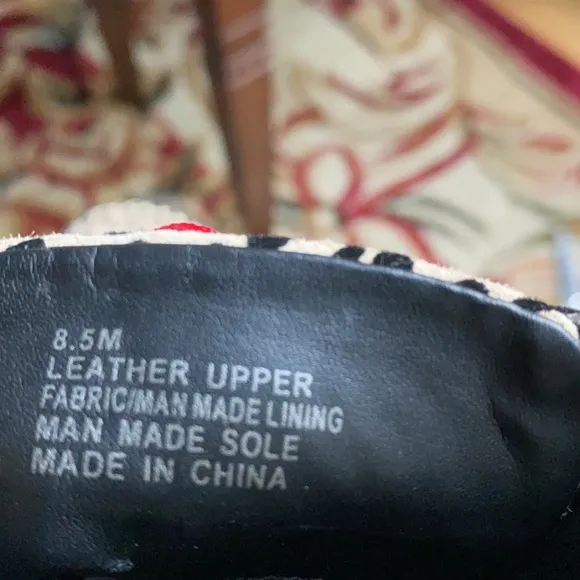 8.5M
LEATHER UPPER
FABRIC/MAN MADE LINING
MAN MADE SOLE
MADE IN CHINA